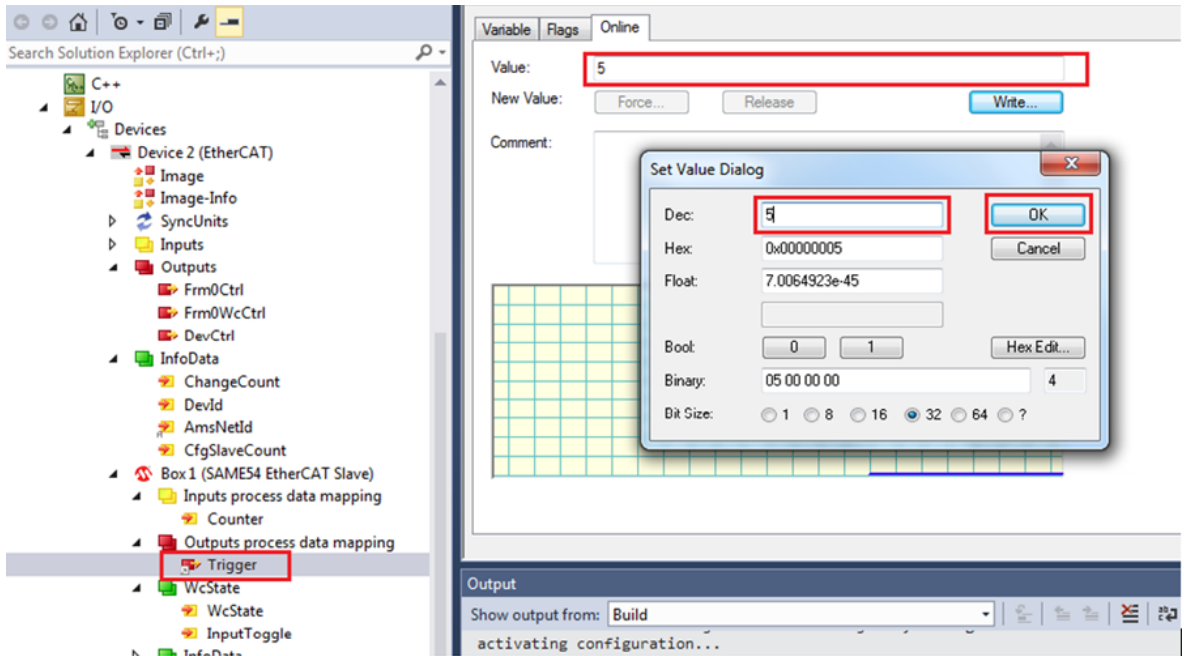 Search Solution Explorer (Ctrl+;)
C++
I/O
Devices
Device 2 (EtherCAT)
Image
Image-Info
SyncUnits
Inputs
Outputs
Frm0Ctrl
Frm0WcCtrl
DevCtrl
InfoData
ChangeCount
DevId
AmsNetId
CfgSlaveCount
Box 1 (SAME54 EtherCAT Slave)
Inputs process data mapping
Counter
Outputs process data mapping
Trigger
WcState
WcState
InputToggle
InfoData
Variable Flags Online
Value: 5
New Value: Force... Release Write...
Comment:
Set Value Dialog
Dec: 5 OK
Hex: 0x00000005 Cancel
Float: 7.0064923e-45
Bool: 0 1 Hex Edit...
Binary: 05 00 00 00 4
Bit Size: 1 8 16 32 64 ?
Output
Show output from: Build
activating configuration...